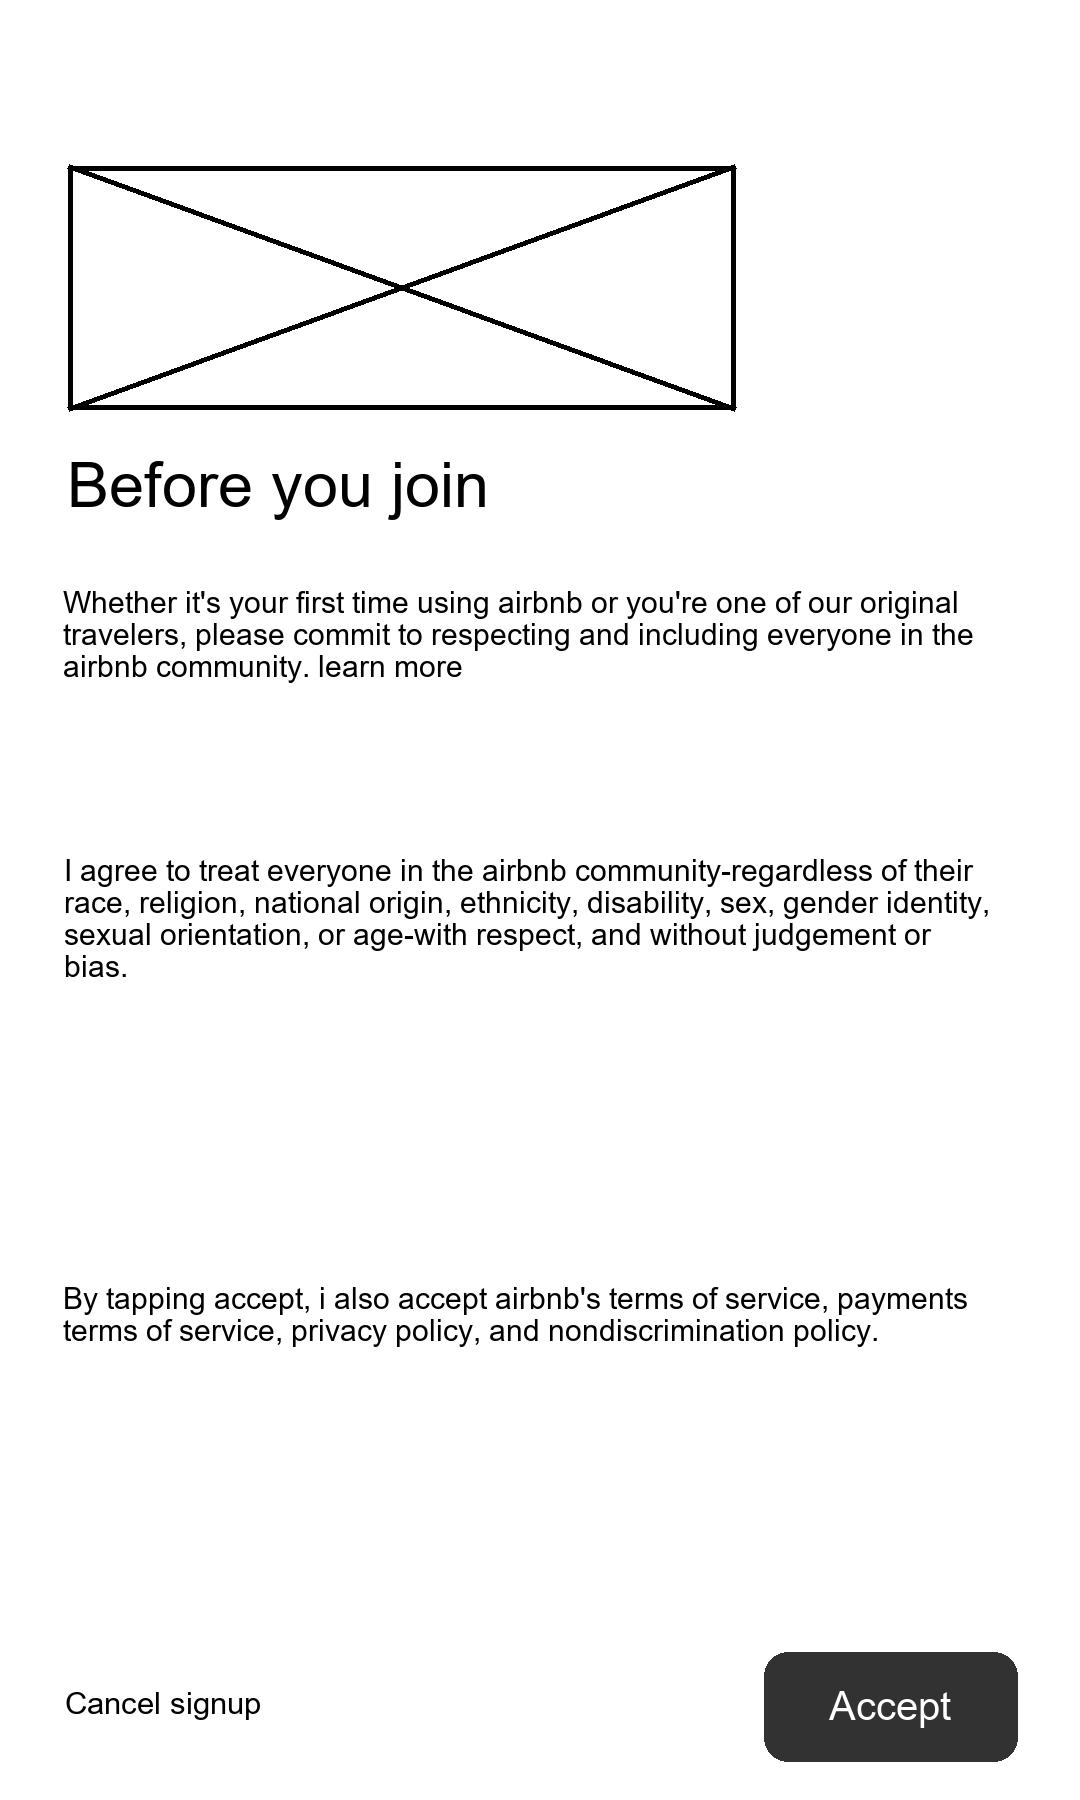 Before you join
Whether it's your first time using airbnb or you're one of our original
travelers, please commit to respecting and including everyone in the
airbnb community. learn more
I agree to treat everyone in the airbnb community-regardless of their
race, religion, national origin, ethnicity, disability, sex, gender identity,
sexual orientation, or age-with respect, and without judgement or
bias.
By tapping accept, i also accept airbnb's terms of service, payments
terms of service, privacy policy, and nondiscrimination policy.
Cancel signup
Accept